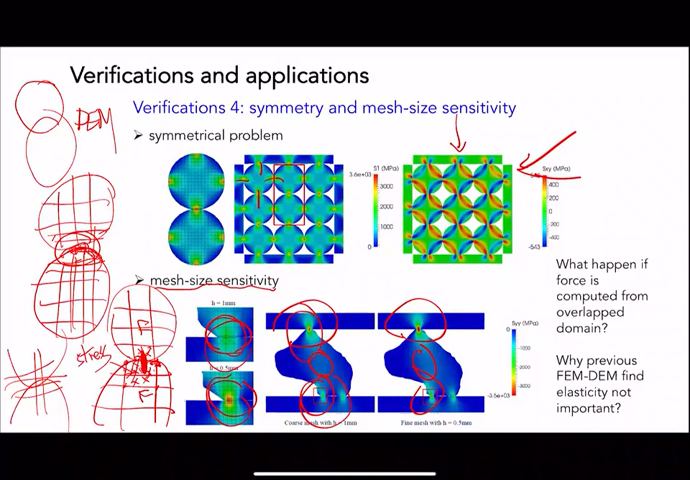 Verifications and applications
DEM
Verifications 4: symmetry and mesh-size sensitivity
➢ symmetrical problem
S1 (MPa)
3.6e+03
3000
2000
1000
0
Sxy (MPa)
400
200
0
-200
-400
-543
➢ mesh-size sensitivity
h = 1mm
h = 0.5mm
stress
F
Syy (MPa)
0
-1000
-2000
-3000
-3.5e+03
Coarse mesh with h = 1mm
Fine mesh with h = 0.5mm
What happen if
force is
computed from
overlapped
domain?
Why previous
FEM-DEM find
elasticity not
important?